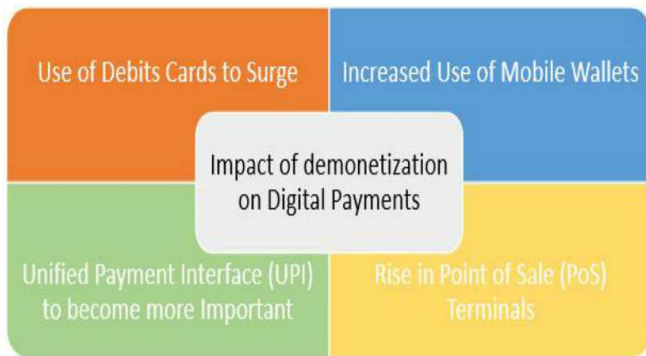 Use of Debits Cards to Surge
Increased Use of Mobile Wallets
Impact of demonetization
on Digital Payments
Unified Payment Interface (UPI)
to become more Important
Rise in Point of Sale (PoS)
Terminals